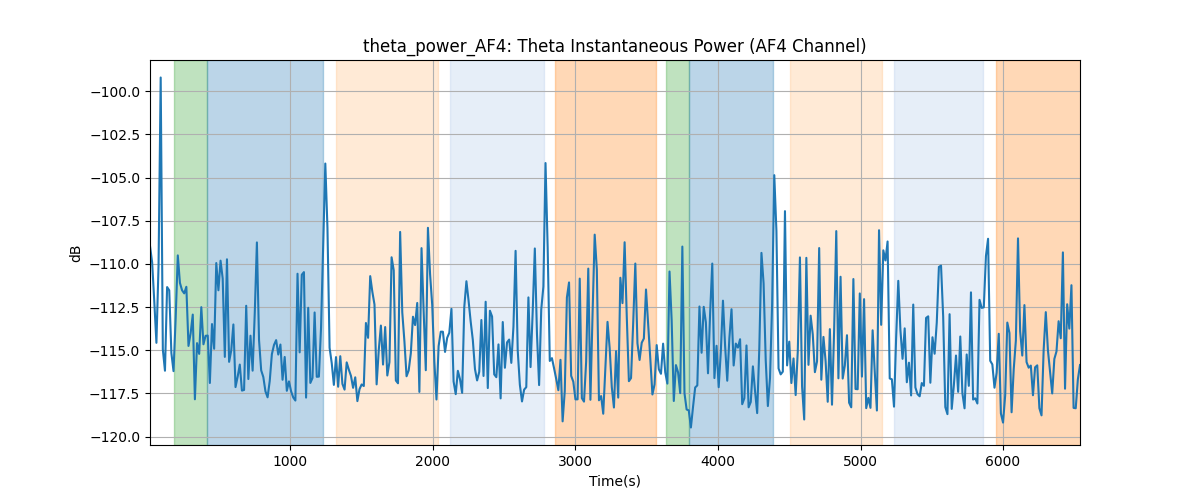 theta_power_AF4: Theta Instantaneous Power (AF4 Channel)
dB
−100.0
−102.5
−105.0
−107.5
−110.0
−112.5
−115.0
−117.5
−120.0
1000 2000 3000 4000 5000 6000
Time(s)